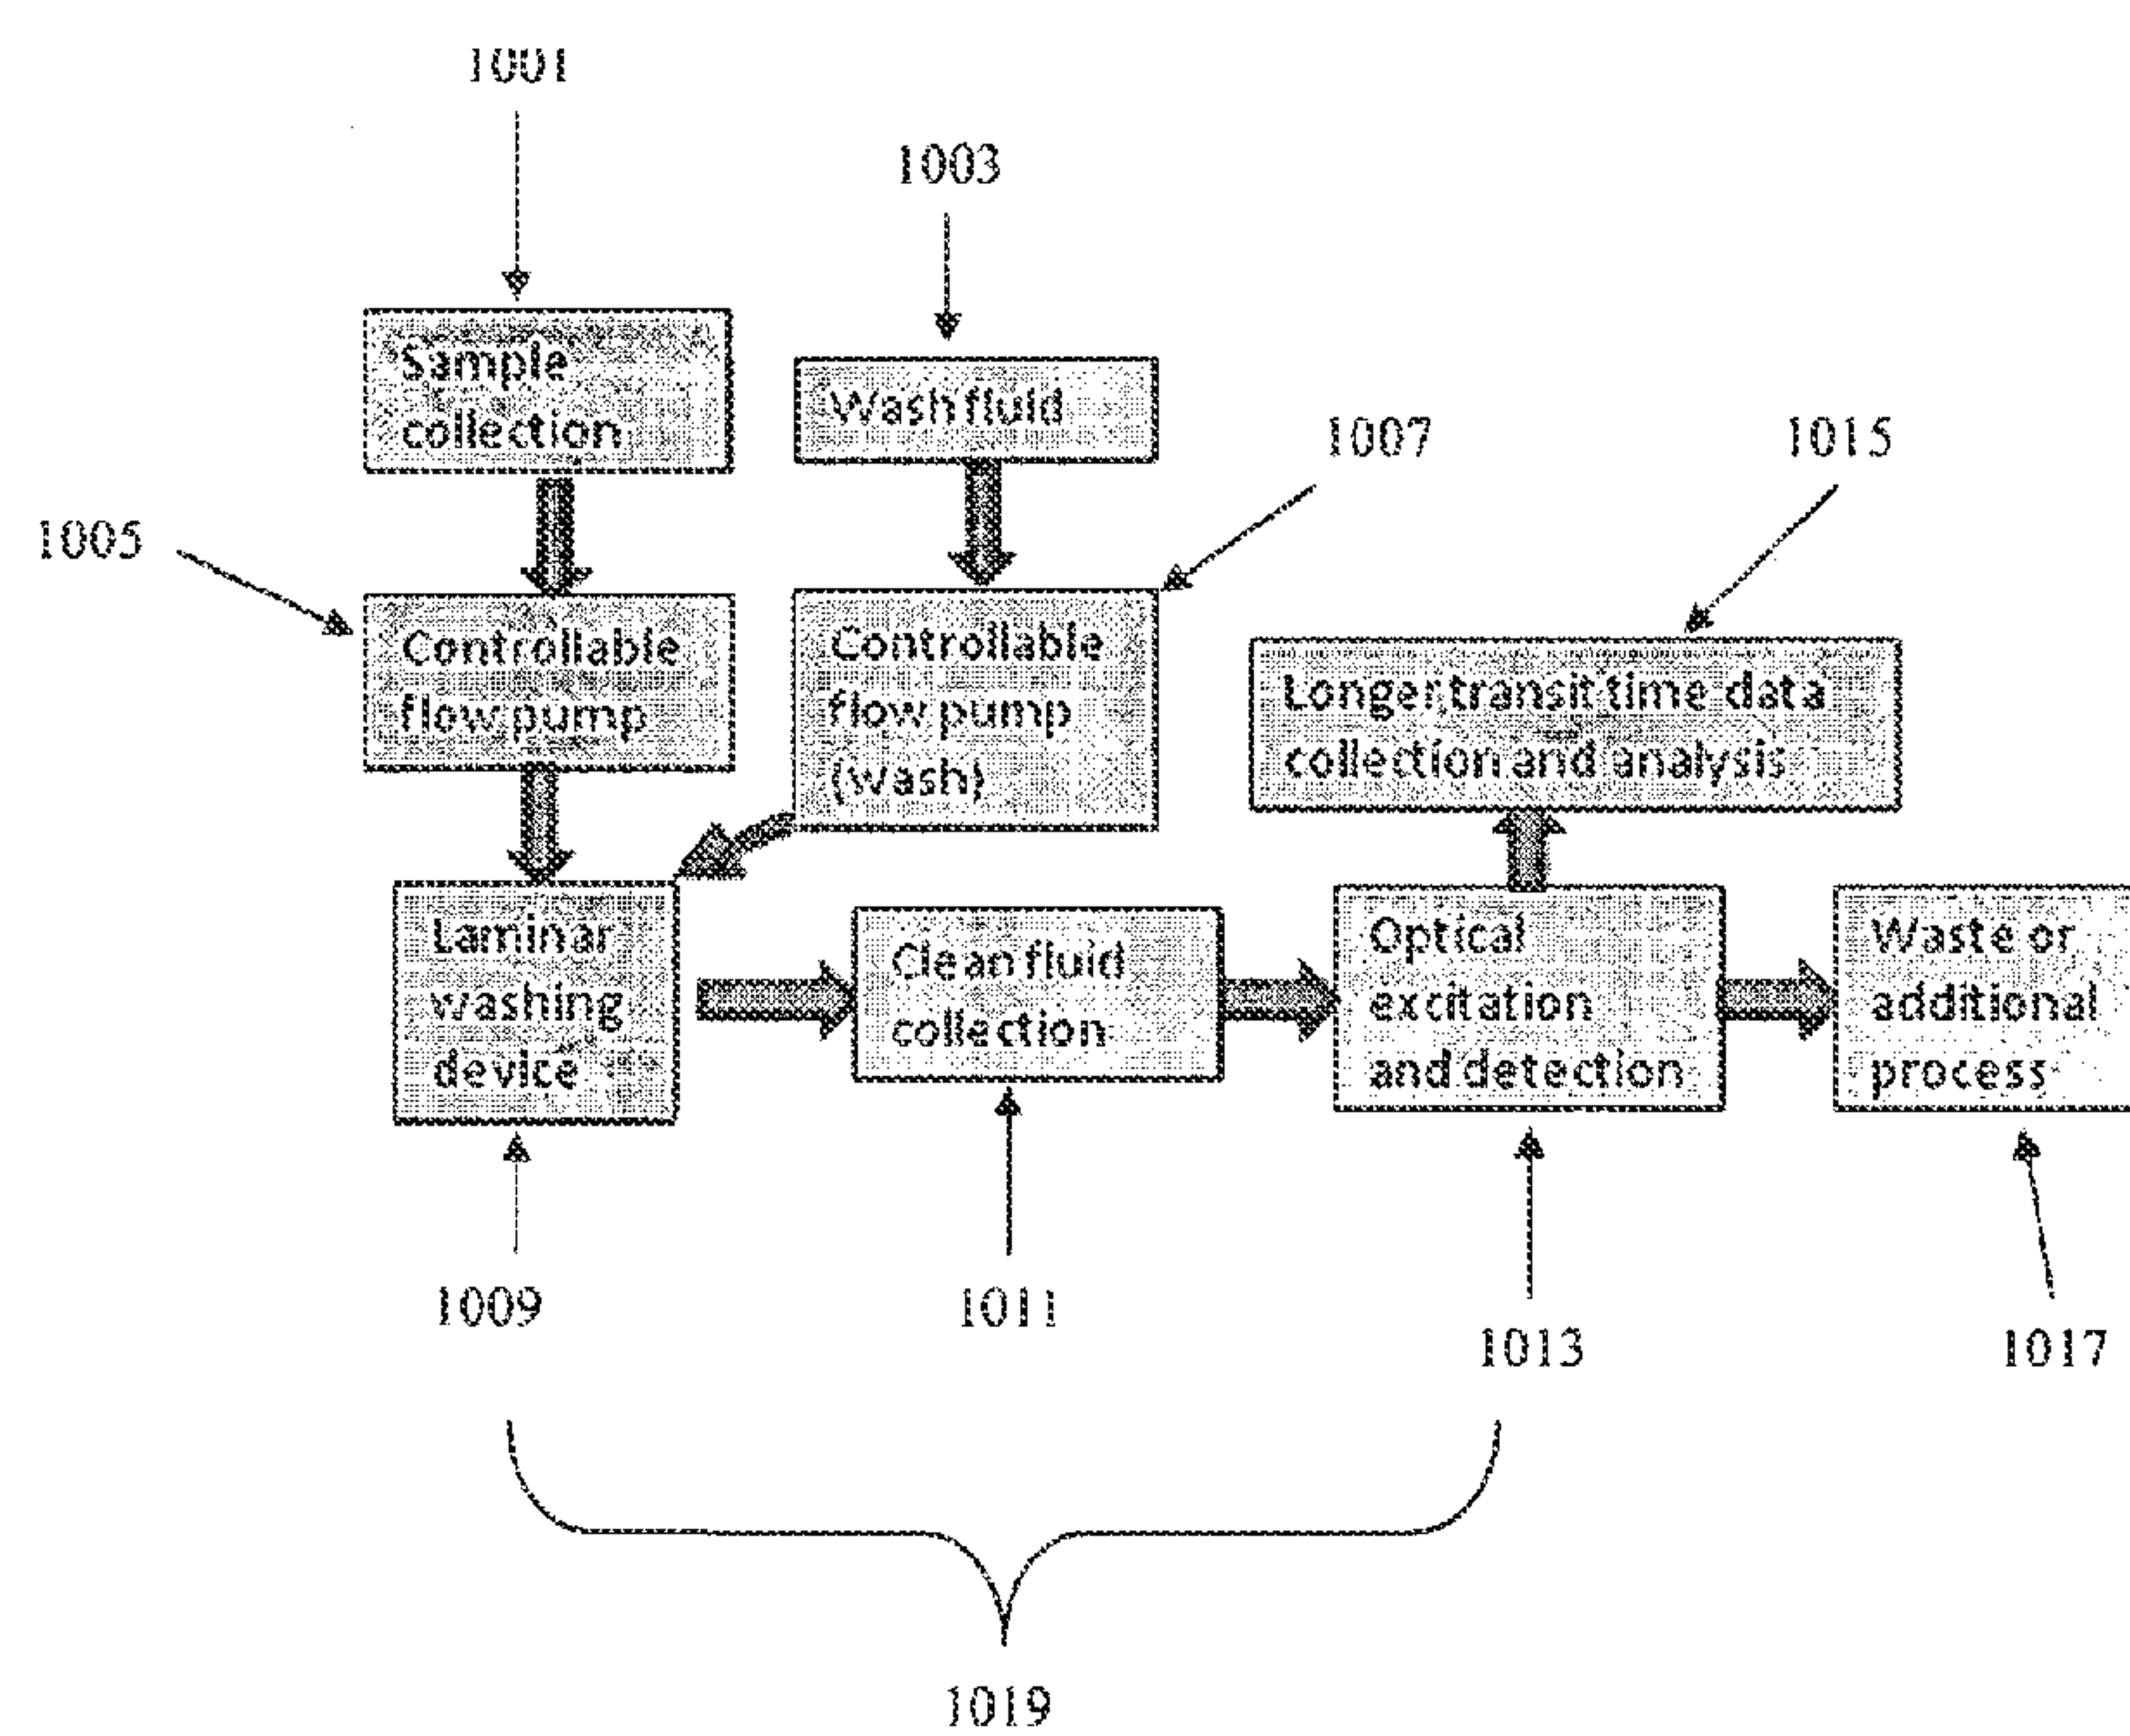 1001
1003
Sample
collection
Wash fluid
1007
1015
1005
Controllable
flow pump
Controllable
flow pump
(wash)
Longer transit time data
collection and analysis
Laminar
washing
device
Clean fluid
collection
Optical
excitation
and detection
Waste or
additional
process
1009
1011
1013
1017
1019